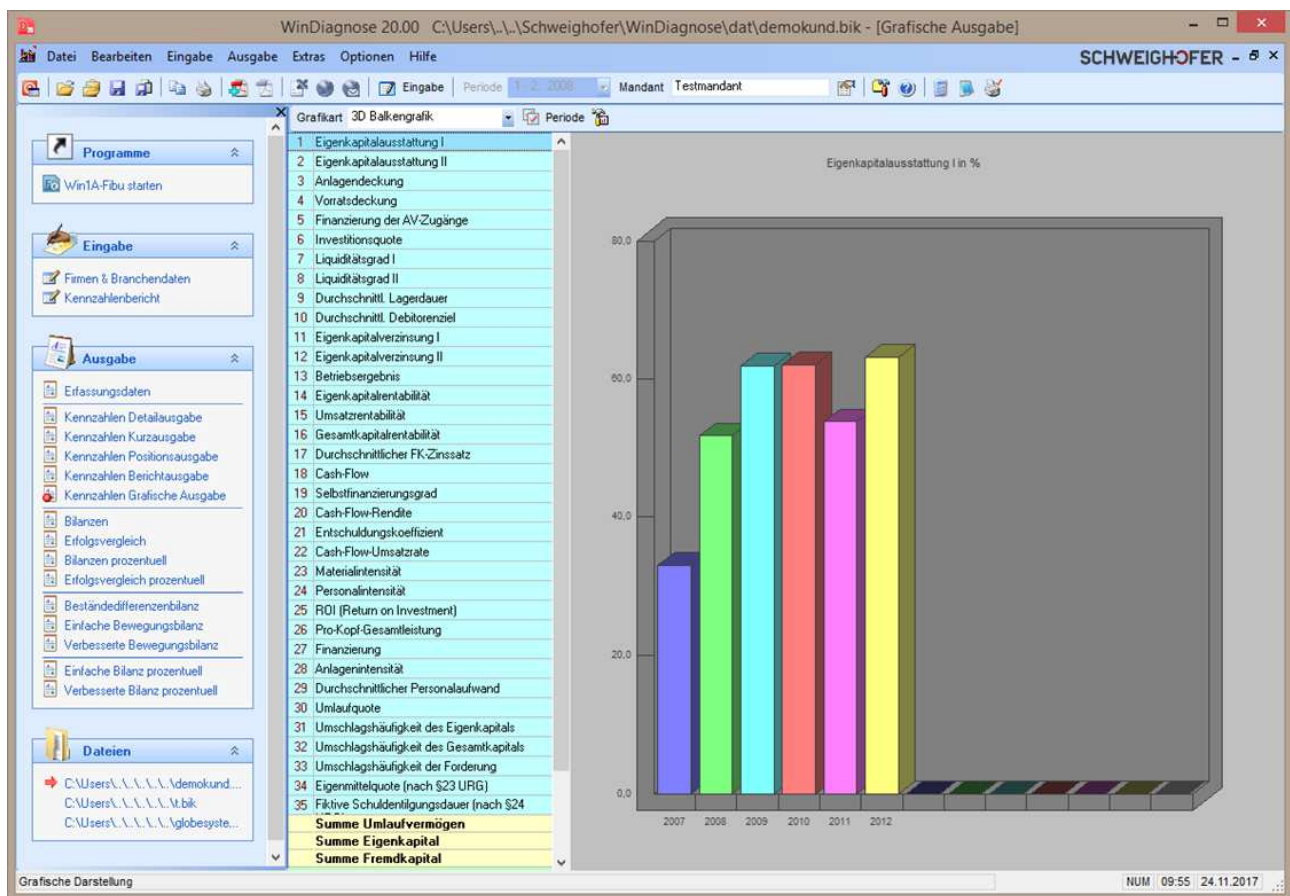 WinDiagnose 20.00 C:\Users\..\..\Schweighofer\WinDiagnose\dat\demokund.bik - [Grafische Ausgabe]
Datei Bearbeiten Eingabe Ausgabe Extras Optionen Hilfe
SCHWEIGHOFER
Eingabe Periode 1 - 2. 2008 Mandant Testmandant
Programme
Win1A-Fibu starten
Eingabe
Firmen & Branchendaten
Kennzahlenbericht
Ausgabe
Erfassungsdaten
Kennzahlen Detailausgabe
Kennzahlen Kurzausgabe
Kennzahlen Positionsausgabe
Kennzahlen Berichtausgabe
Kennzahlen Grafische Ausgabe
Bilanzen
Erfolgsvergleich
Bilanzen prozentuell
Erfolgsvergleich prozentuell
Beständedifferenzenbilanz
Einfache Bewegungsbilanz
Verbesserte Bewegungsbilanz
Einfache Bilanz prozentuell
Verbesserte Bilanz prozentuell
Dateien
C:\Users\..\..\..\..\..\demokund....
C:\Users\..\..\..\..\..\t.bik
C:\Users\..\..\..\..\..\globesyste...
Grafikart 3D Balkengrafik Periode
1 Eigenkapitalausstattung I
2 Eigenkapitalausstattung II
3 Anlagendeckung
4 Vorratsdeckung
5 Finanzierung der AV-Zugänge
6 Investitionsquote
7 Liquiditätsgrad I
8 Liquiditätsgrad II
9 Durchschnittl. Lagerdauer
10 Durchschnittl. Debitorenziel
11 Eigenkapitalverzinsung I
12 Eigenkapitalverzinsung II
13 Betriebsergebnis
14 Eigenkapitalrentabilität
15 Umsatzrentabilität
16 Gesamtkapitalrentabilität
17 Durchschnittlicher FK-Zinssatz
18 Cash-Flow
19 Selbstfinanzierungsgrad
20 Cash-Flow-Rendite
21 Entschuldungskoeffizient
22 Cash-Flow-Umsatzrate
23 Materialintensität
24 Personalintensität
25 ROI (Return on Investment)
26 Pro-Kopf-Gesamtleistung
27 Finanzierung
28 Anlagenintensität
29 Durchschnittlicher Personalaufwand
30 Umlaufquote
31 Umschlagshäufigkeit des Eigenkapitals
32 Umschlagshäufigkeit des Gesamtkapitals
33 Umschlagshäufigkeit der Forderung
34 Eigenmittelquote (nach §23 URG)
35 Fiktive Schuldentilgungsdauer (nach §24
Summe Umlaufvermögen
Summe Eigenkapital
Summe Fremdkapital
Eigenkapitalausstattung I in %
80,0
60,0
40,0
20,0
0,0
2007 2008 2009 2010 2011 2012
Grafische Darstellung
NUM 09:55 24.11.2017